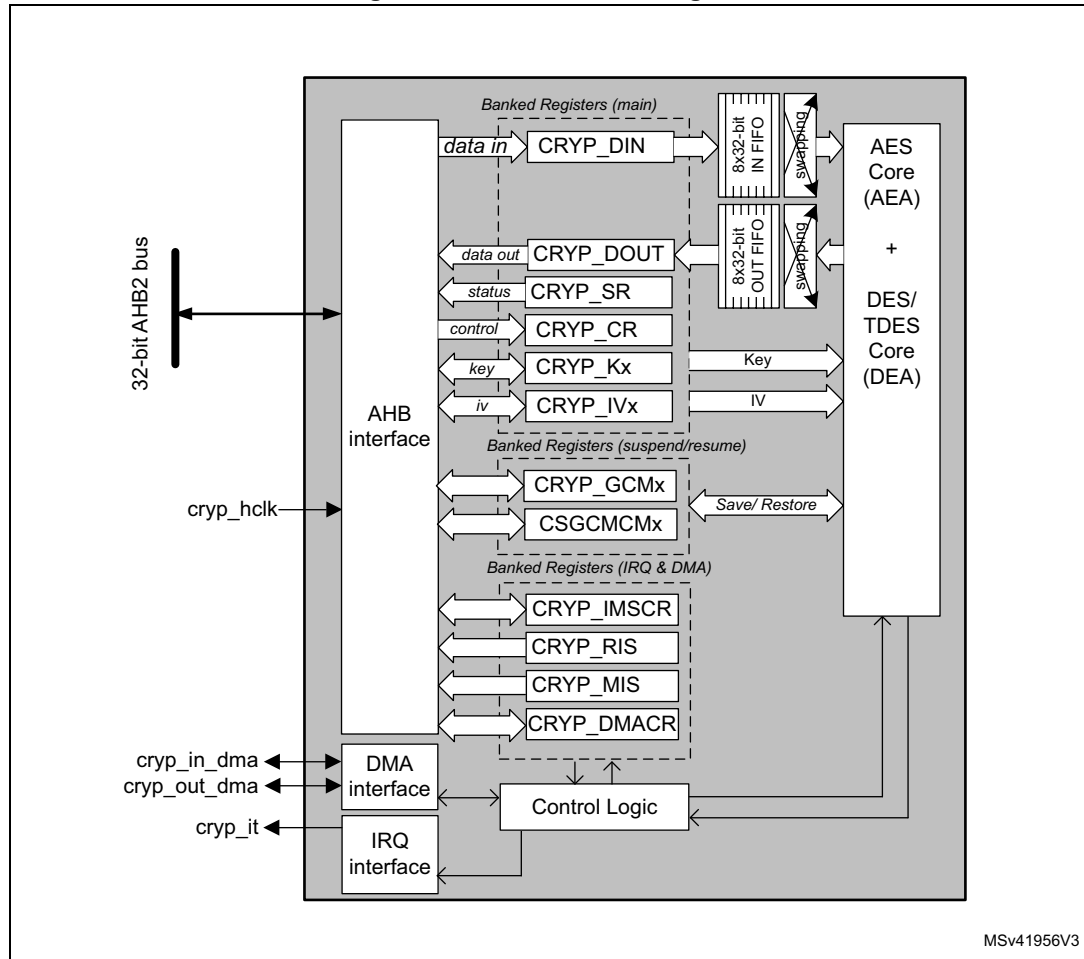 Banked Registers (main)
data in
CRYP_DIN
8x32-bit
IN FIFO
swapping
AES
Core
(AEA)
+
DES/
TDES
Core
(DEA)
data out
CRYP_DOUT
8x32-bit
OUT FIFO
swapping
status
CRYP_SR
control
CRYP_CR
key
CRYP_Kx
Key
iv
CRYP_IVx
IV
32-bit AHB2 bus
AHB
interface
Banked Registers (suspend/resume)
CRYP_GCMx
CSGCMCMx
Save/ Restore
cryp_hclk
Banked Registers (IRQ & DMA)
CRYP_IMSCR
CRYP_RIS
CRYP_MIS
CRYP_DMACR
cryp_in_dma
cryp_out_dma
DMA
interface
Control Logic
cryp_it
IRQ
interface
MSv41956V3